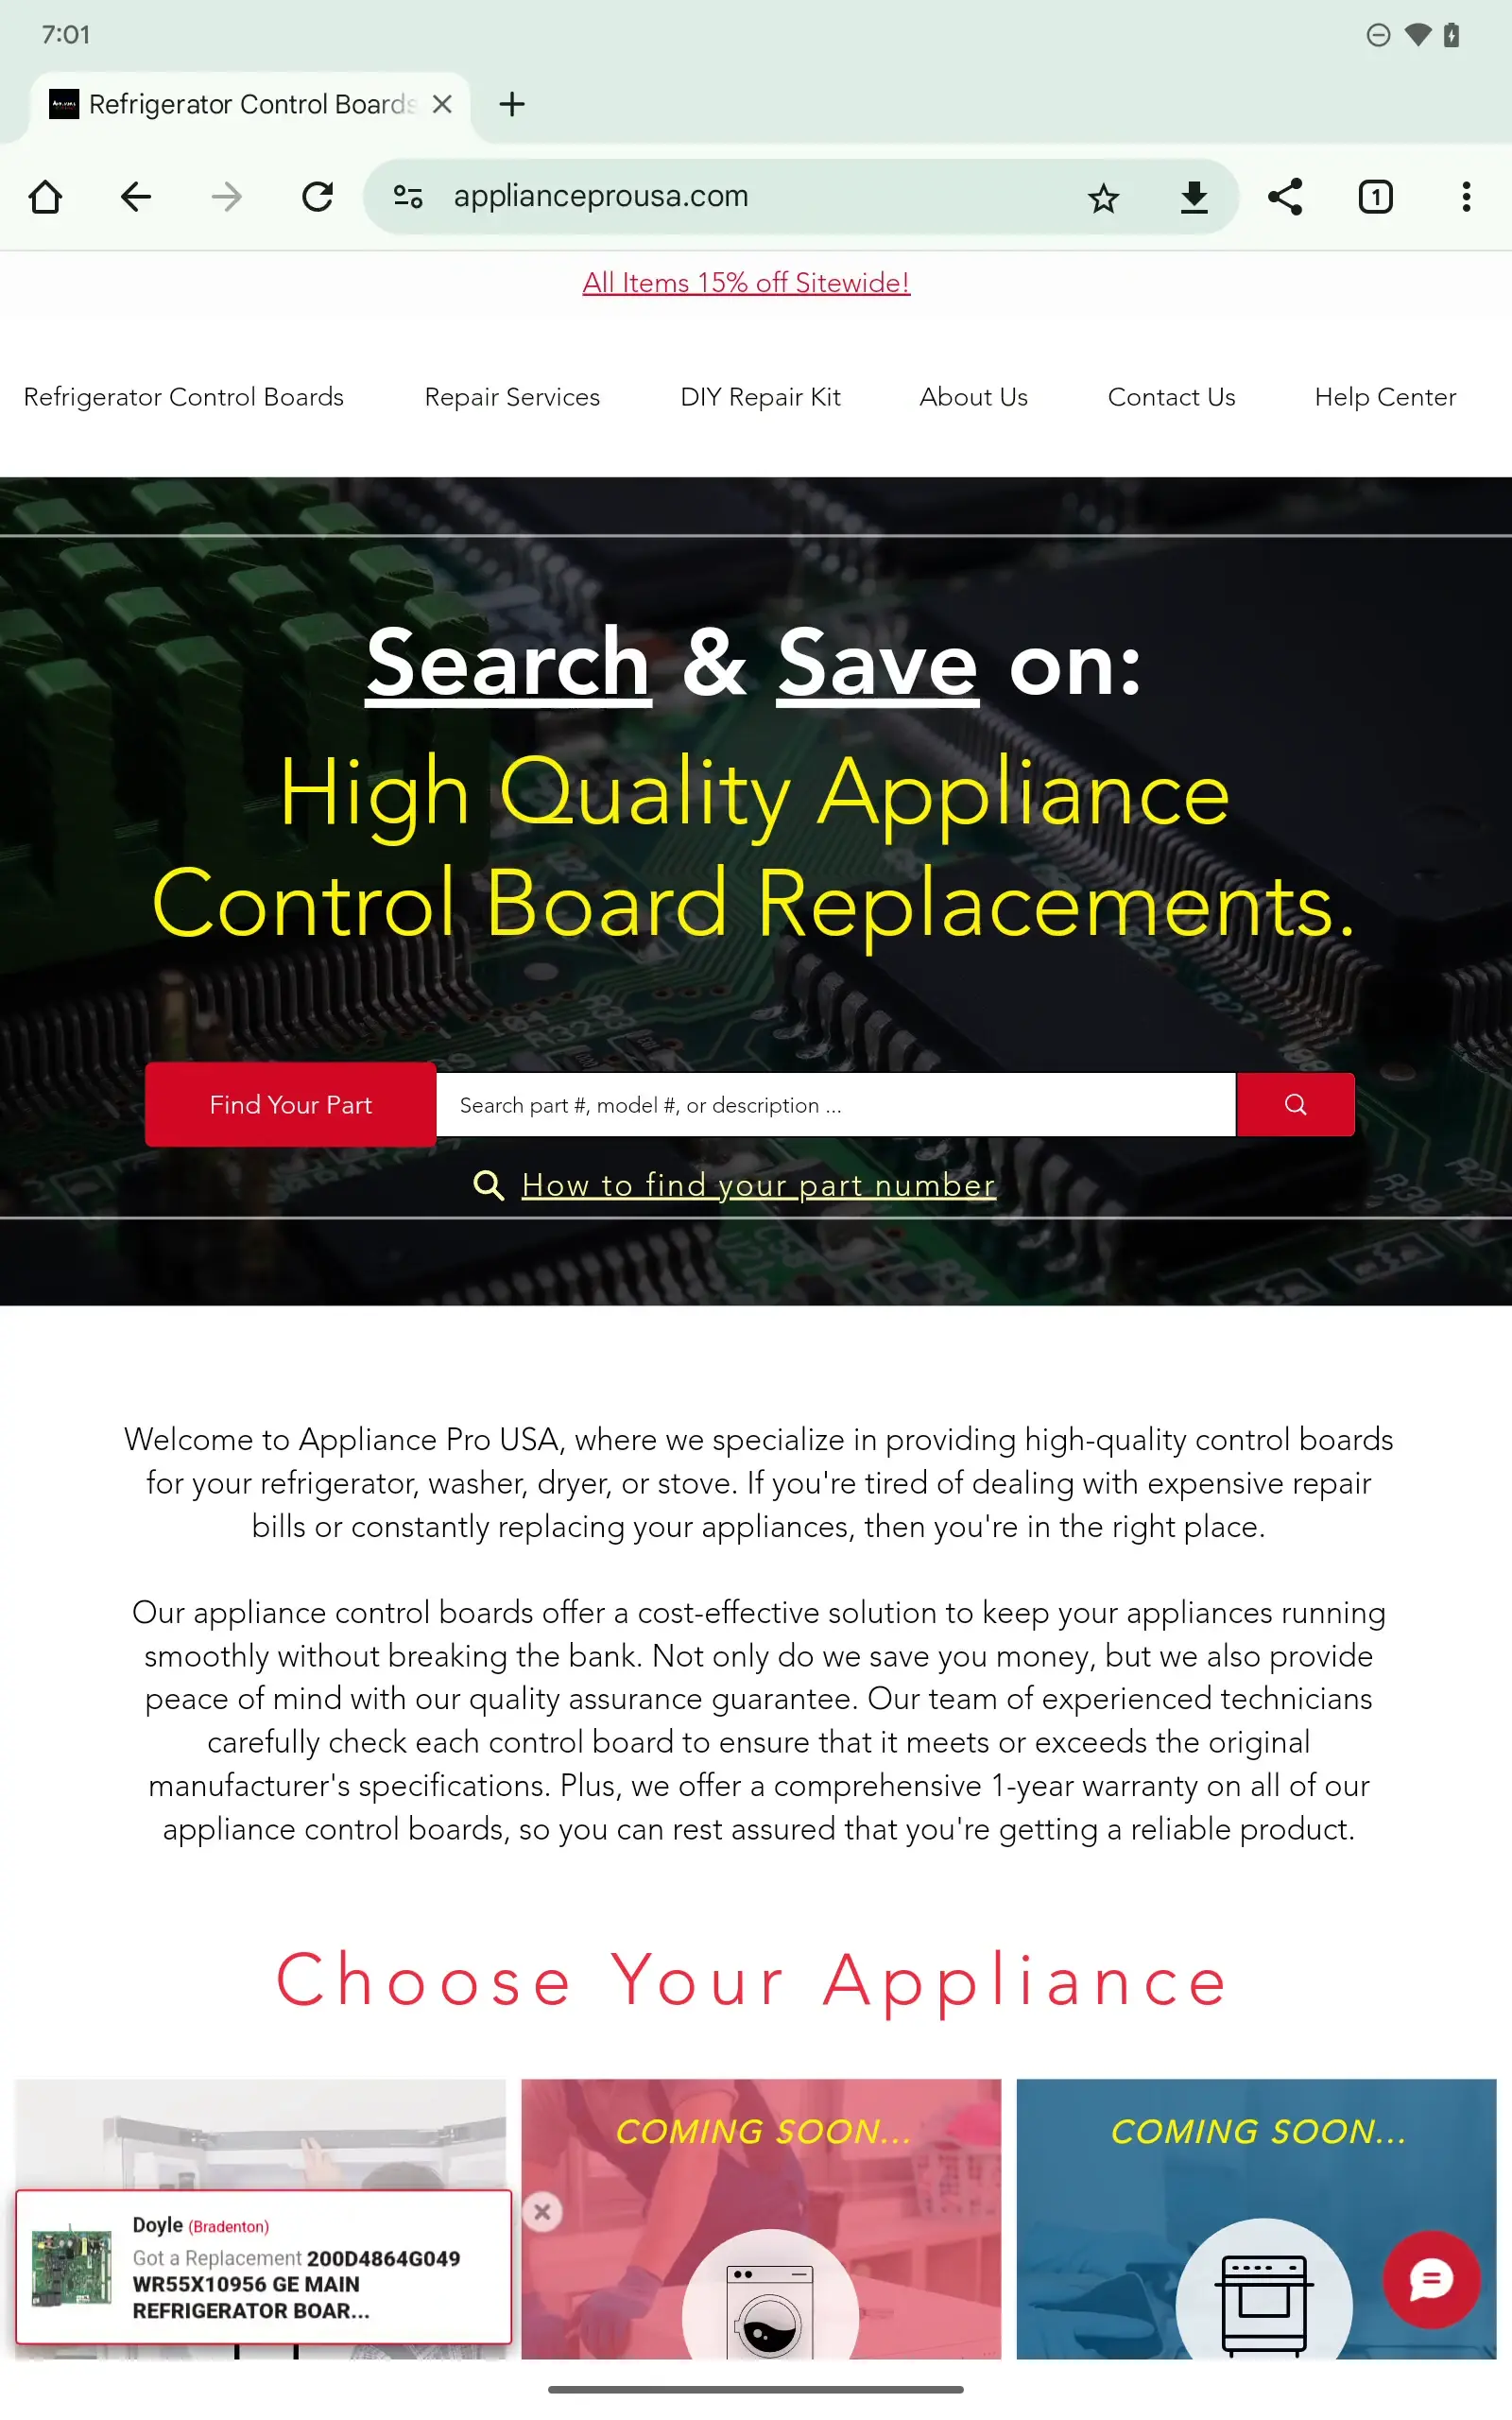 7:01
Refrigerator Control Boards
applianceprousa.com
1
All Items 15% off Sitewide!
Refrigerator Control Boards
Repair Services
DIY Repair Kit
About Us
Contact Us
Help Center
Search & Save on:
High Quality Appliance
Control Board Replacements.
Find Your Part
Search part #, model #, or description ...
How to find your part number
Welcome to Appliance Pro USA, where we specialize in providing high-quality control boards
for your refrigerator, washer, dryer, or stove. If you're tired of dealing with expensive repair
bills or constantly replacing your appliances, then you're in the right place.
Our appliance control boards offer a cost-effective solution to keep your appliances running
smoothly without breaking the bank. Not only do we save you money, but we also provide
peace of mind with our quality assurance guarantee. Our team of experienced technicians
carefully check each control board to ensure that it meets or exceeds the original
manufacturer's specifications. Plus, we offer a comprehensive 1-year warranty on all of our
appliance control boards, so you can rest assured that you're getting a reliable product.
Choose Your Appliance
COMING SOON...
COMING SOON...
Doyle (Bradenton)
Got a Replacement 200D4864G049
WR55X10956 GE MAIN
REFRIGERATOR BOAR...